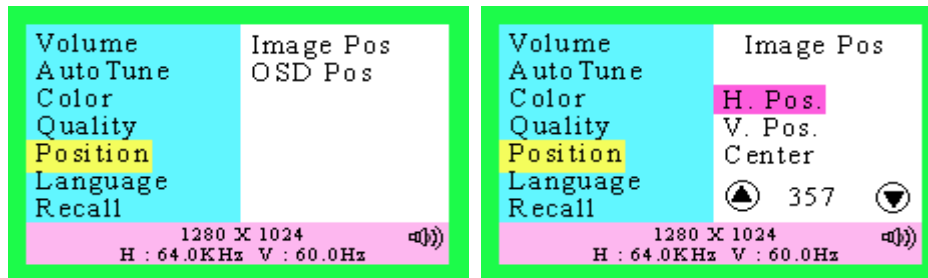 Volume
Auto Tune
Color
Quality
Position
Language
Recall
Image Pos
OSD Pos
1280 X 1024
H : 64.0KHz V : 60.0Hz
Volume
Auto Tune
Color
Quality
Position
Language
Recall
Image Pos
H. Pos.
V. Pos.
Center
357
1280 X 1024
H : 64.0KHz V : 60.0Hz